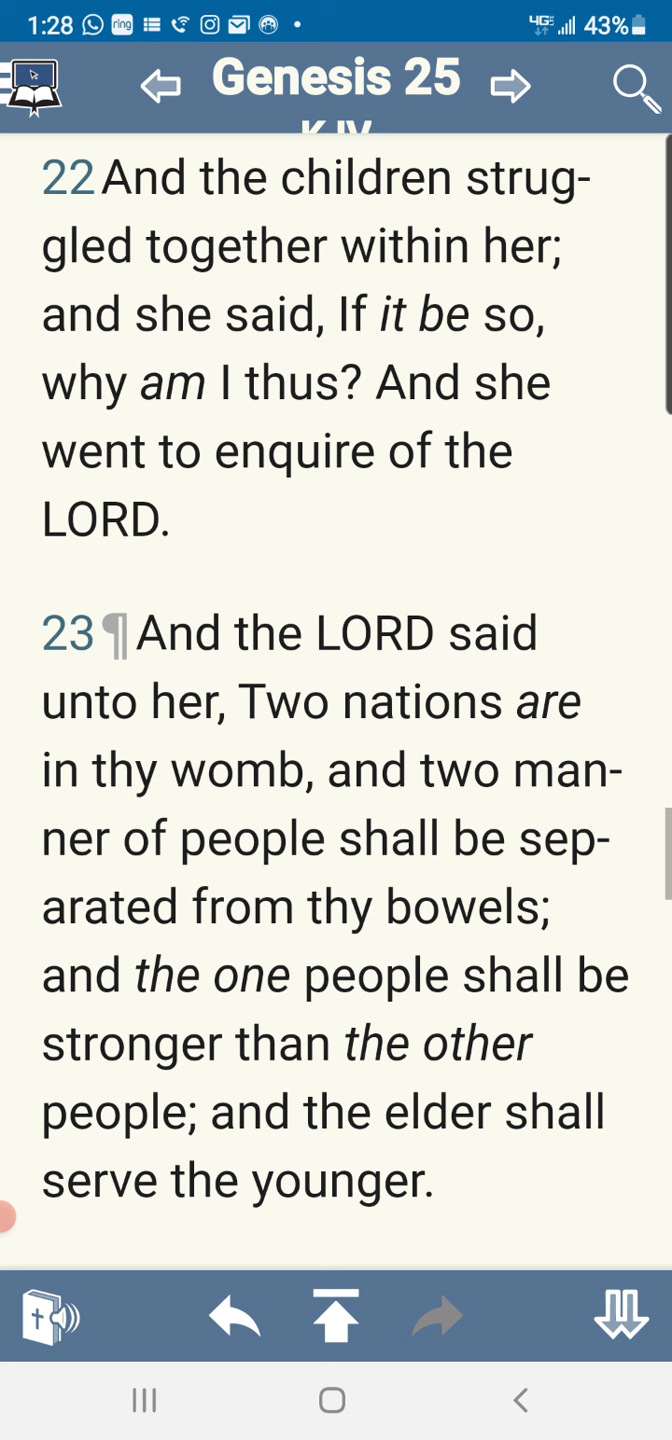 1:28 ring 4GE 43%
Genesis 25
KJV
22 And the children strug-
gled together within her;
and she said, If it be so,
why am I thus? And she
went to enquire of the
LORD.
23 ¶ And the LORD said
unto her, Two nations are
in thy womb, and two man-
ner of people shall be sep-
arated from thy bowels;
and the one people shall be
stronger than the other
people; and the elder shall
serve the younger.